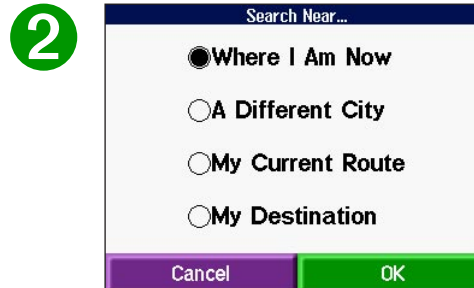 2
Search Near...
Where I Am Now
A Different City
My Current Route
My Destination
Cancel OK